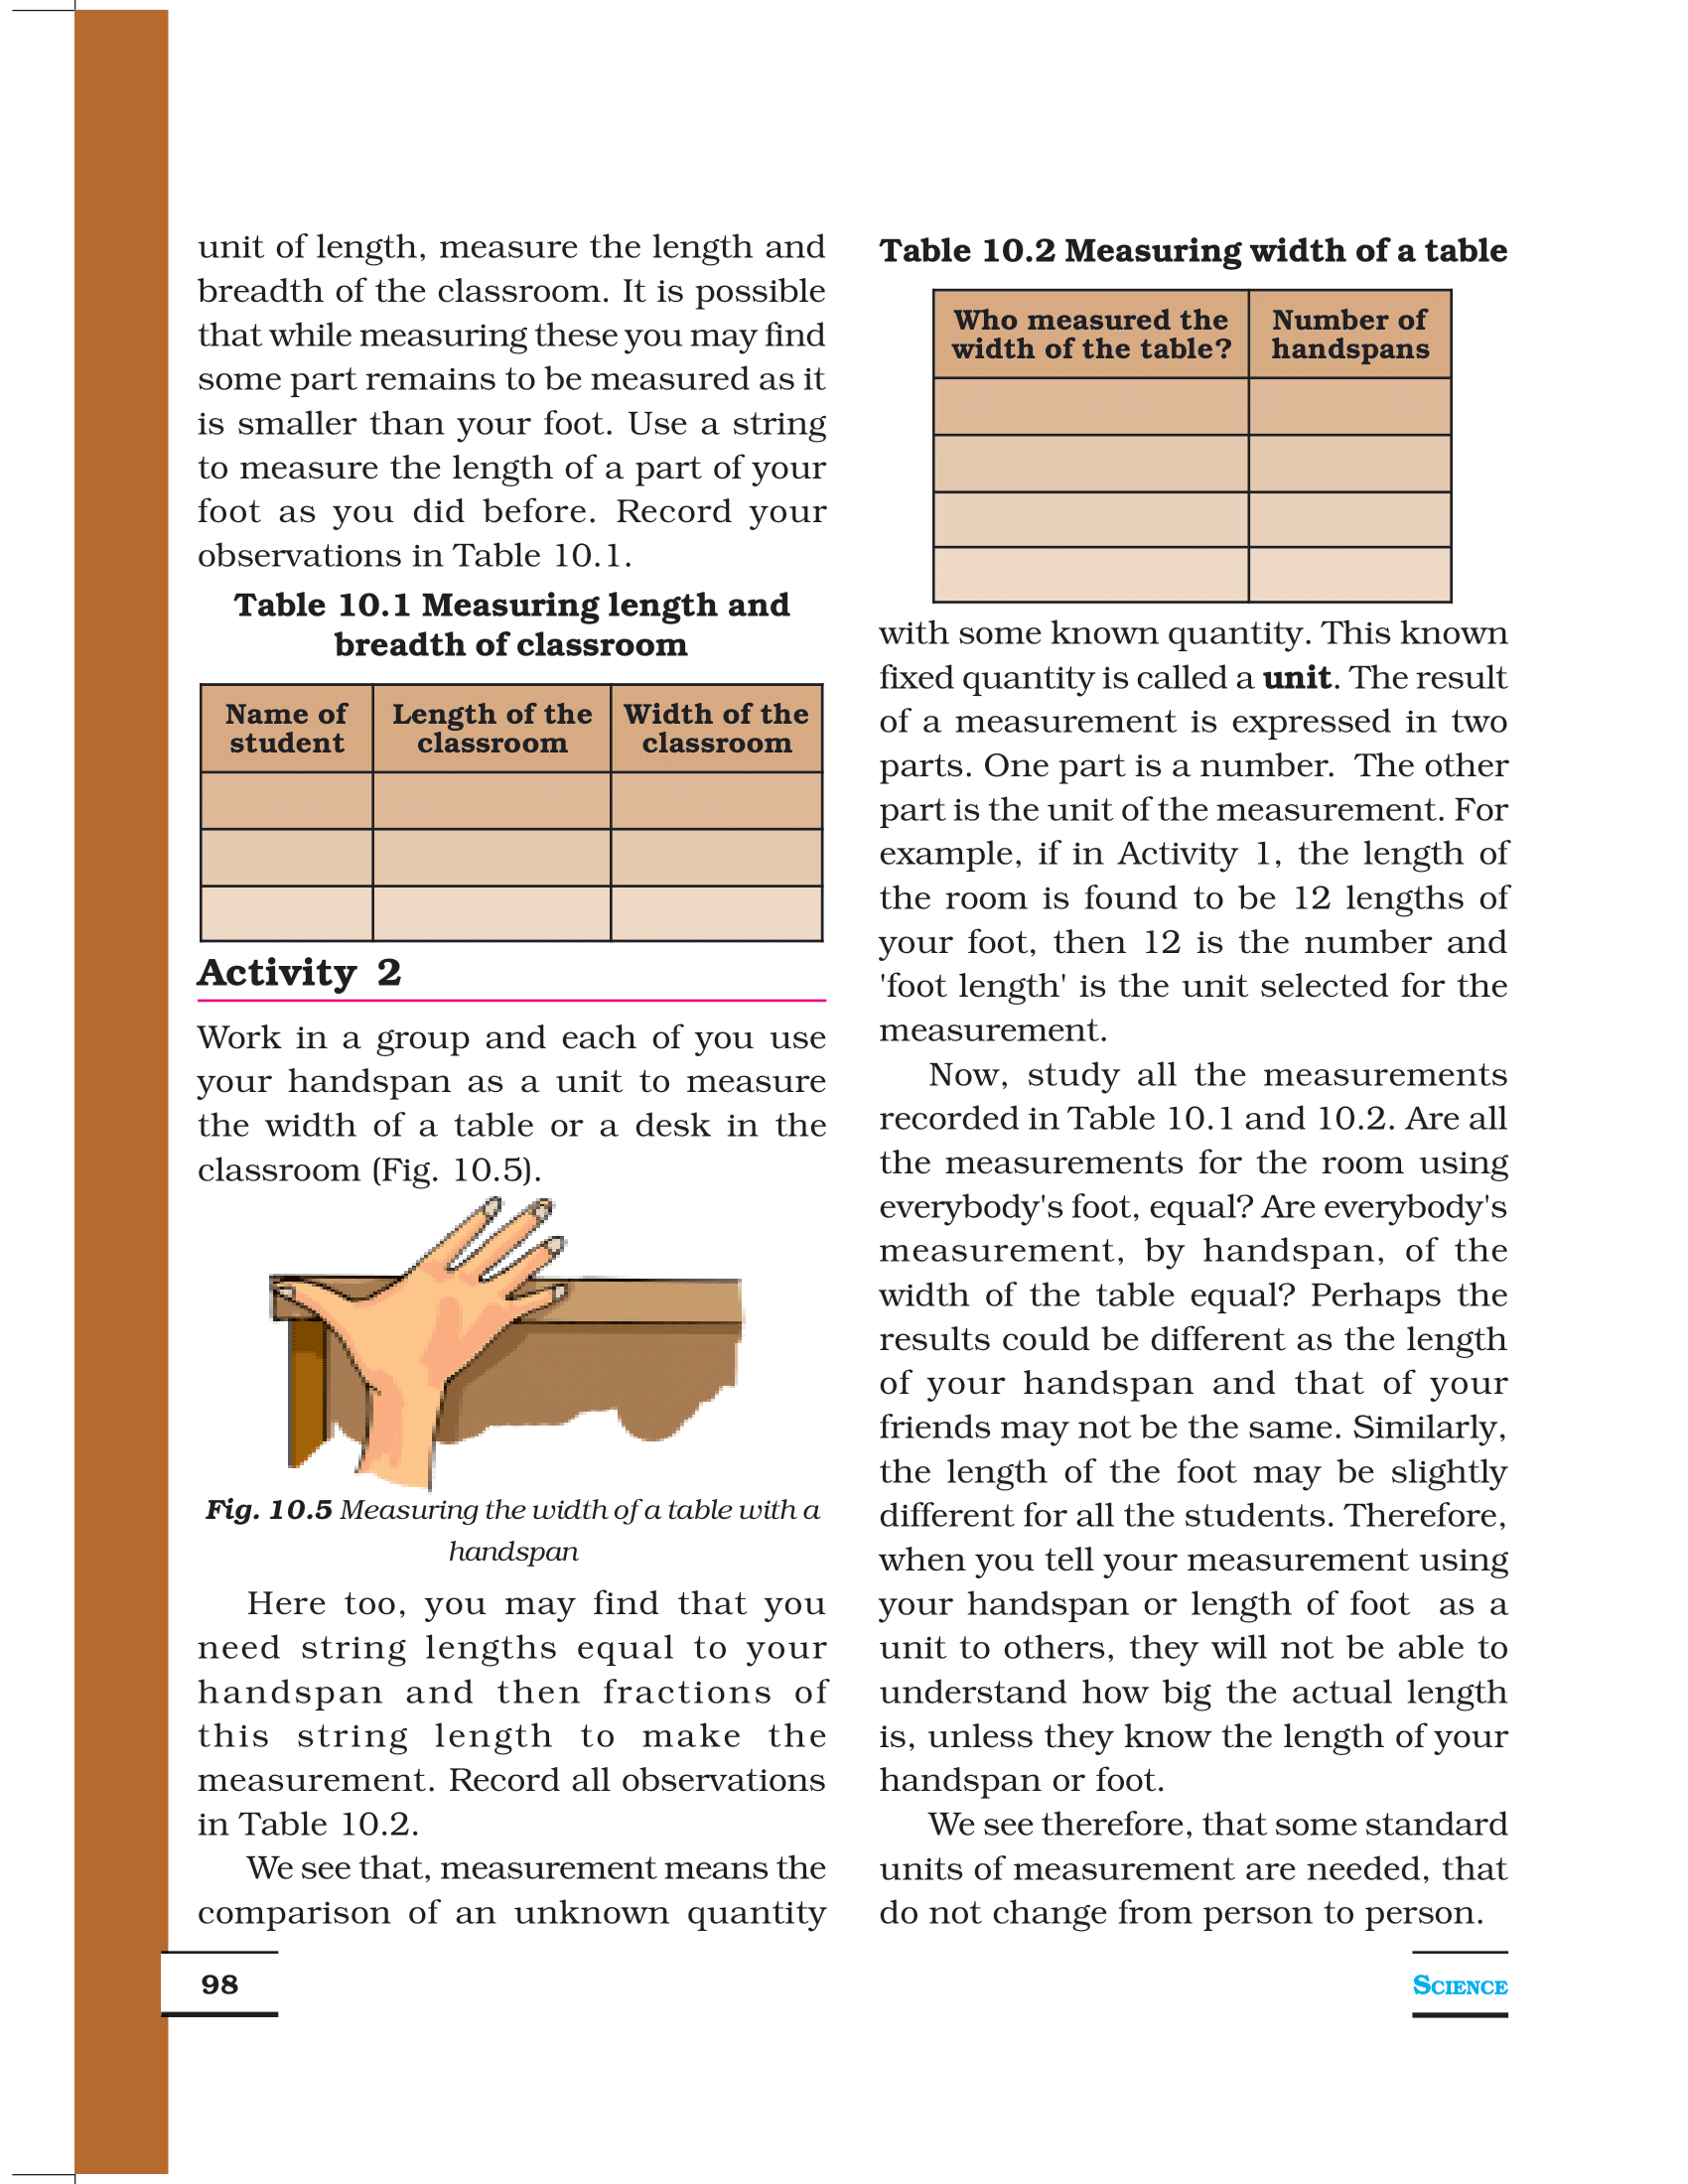 unit of length, measure the length and
breadth of the classroom. It is possible
that while measuring these you may find
some part remains to be measured as it
is smaller than your foot. Use a string
to measure the length of a part of your
foot as you did before. Record your
observations in Table 10.1.
Table 10.1 Measuring length and
breadth of classroom
Name of student | Length of the classroom | Width of the classroom
Activity 2
Work in a group and each of you use
your handspan as a unit to measure
the width of a table or a desk in the
classroom (Fig. 10.5).
Fig. 10.5 Measuring the width of a table with a
handspan
Here too, you may find that you
need string lengths equal to your
handspan and then fractions of
this string length to make the
measurement. Record all observations
in Table 10.2.
We see that, measurement means the
comparison of an unknown quantity
Table 10.2 Measuring width of a table
Who measured the width of the table? | Number of handspans
with some known quantity. This known
fixed quantity is called a unit. The result
of a measurement is expressed in two
parts. One part is a number. The other
part is the unit of the measurement. For
example, if in Activity 1, the length of
the room is found to be 12 lengths of
your foot, then 12 is the number and
'foot length' is the unit selected for the
measurement.
Now, study all the measurements
recorded in Table 10.1 and 10.2. Are all
the measurements for the room using
everybody's foot, equal? Are everybody's
measurement, by handspan, of the
width of the table equal? Perhaps the
results could be different as the length
of your handspan and that of your
friends may not be the same. Similarly,
the length of the foot may be slightly
different for all the students. Therefore,
when you tell your measurement using
your handspan or length of foot as a
unit to others, they will not be able to
understand how big the actual length
is, unless they know the length of your
handspan or foot.
We see therefore, that some standard
units of measurement are needed, that
do not change from person to person.
98
SCIENCE